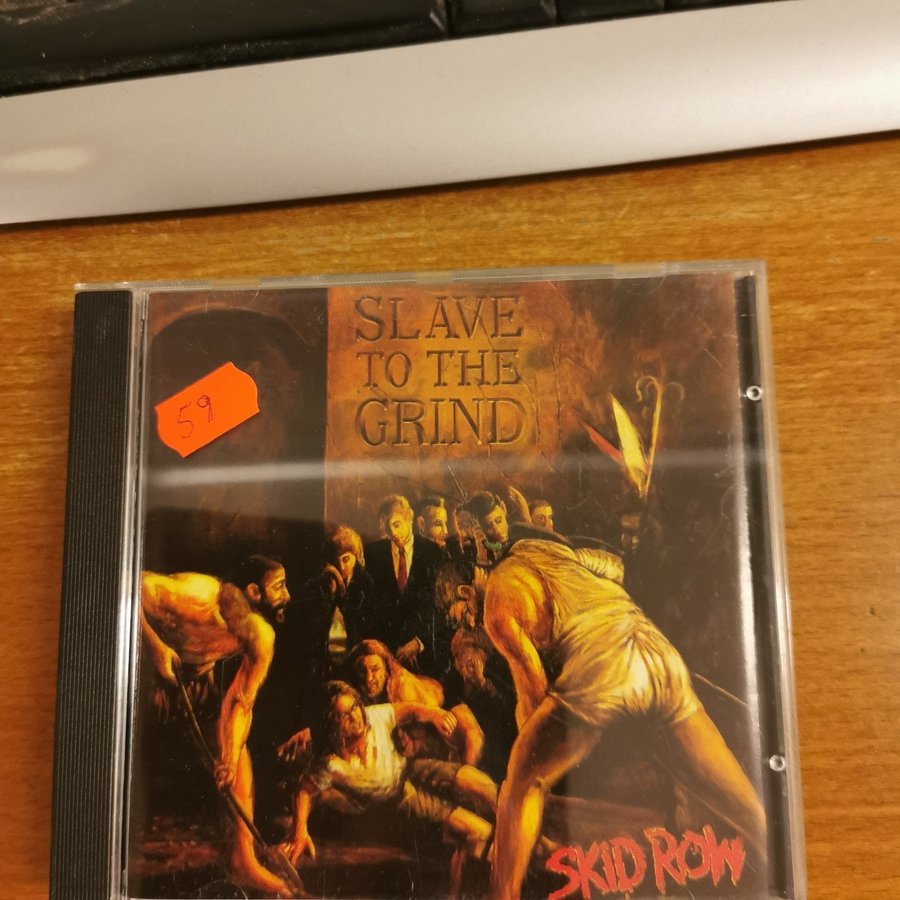 SLAVE
TO THE
GRIND
59
SKID ROW